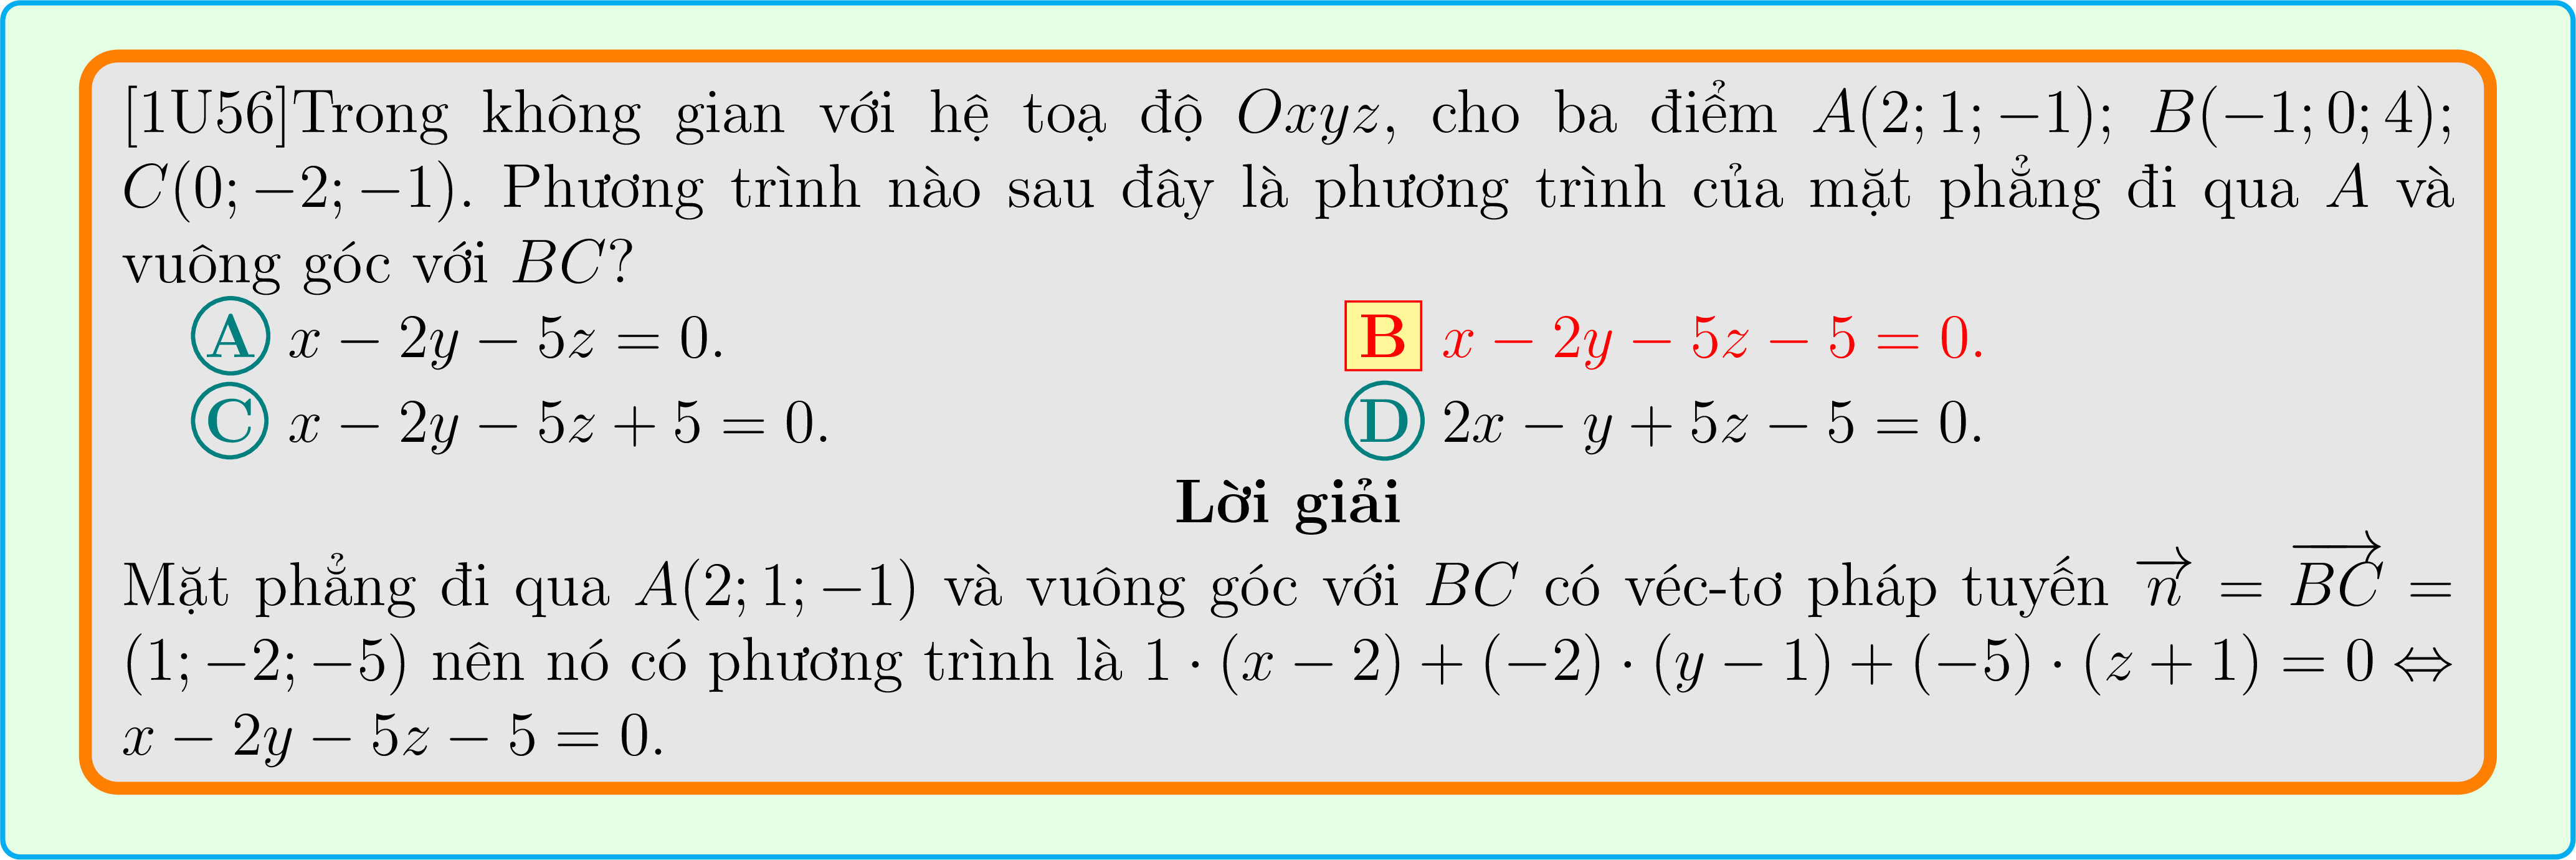 [1U56]Trong không gian với hệ toạ độ Oxyz, cho ba điểm A(2; 1; −1); B(−1; 0; 4);
C(0; −2; −1). Phương trình nào sau đây là phương trình của mặt phẳng đi qua A và
vuông góc với BC?
A x − 2y − 5z = 0. B x − 2y − 5z − 5 = 0.
C x − 2y − 5z + 5 = 0. D 2x − y + 5z − 5 = 0.
Lời giải
Mặt phẳng đi qua A(2; 1; −1) và vuông góc với BC có véc-tơ pháp tuyến \overrightarrow{n} = \overrightarrow{BC} =
(1; −2; −5) nên nó có phương trình là 1 · (x − 2) + (−2) · (y − 1) + (−5) · (z + 1) = 0 ⇔
x − 2y − 5z − 5 = 0.